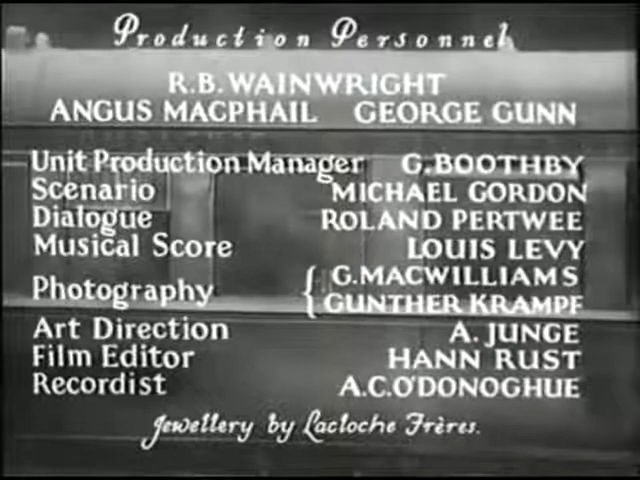 Production Personnel
R.B. WAINWRIGHT
ANGUS MACPHAIL GEORGE GUNN
Unit Production Manager G. BOOTHBY
Scenario MICHAEL GORDON
Dialogue ROLAND PERTWEE
Musical Score LOUIS LEVY
Photography { G. MACWILLIAMS
GUNTHER KRAMPF
Art Direction A. JUNGE
Film Editor HANN RUST
Recordist A.C. O'DONOGHUE
Jewellery by Lacloche Frères.